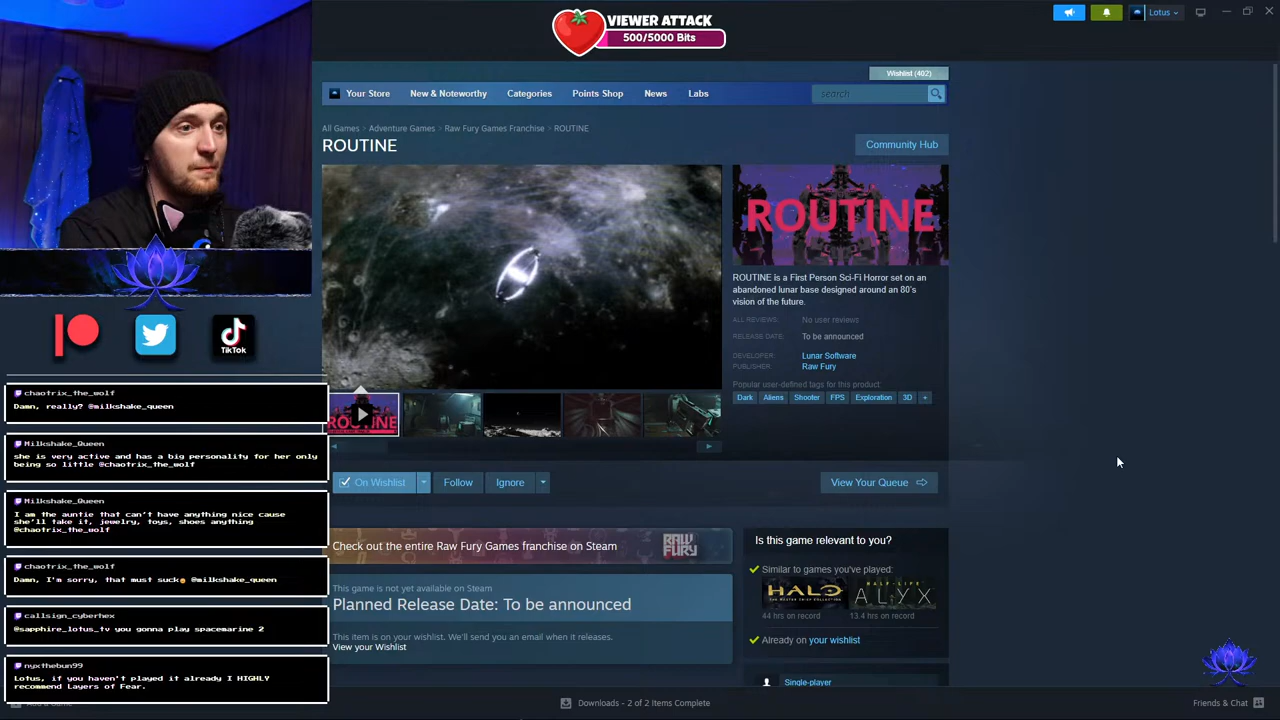 VIEWER ATTACK
500/5000 Bits
Lotus
Wishlist (402)
Your Store
New & Noteworthy
Categories
Points Shop
News
Labs
search
All Games > Adventure Games > Raw Fury Games Franchise > ROUTINE
ROUTINE
Community Hub
ROUTINE
ROUTINE is a First Person Sci-Fi Horror set on an
abandoned lunar base designed around an 80's
vision of the future.
ALL REVIEWS: No user reviews
RELEASE DATE: To be announced
DEVELOPER: Lunar Software
PUBLISHER: Raw Fury
Popular user-defined tags for this product:
Dark Aliens Shooter FPS Exploration 3D +
ROUTINE
On Wishlist
Follow
Ignore
View Your Queue
Check out the entire Raw Fury Games franchise on Steam
RAW FURY
This game is not yet available on Steam
Planned Release Date: To be announced
This item is on your wishlist. We'll send you an email when it releases.
View your Wishlist
Is this game relevant to you?
Similar to games you've played:
HALO
HALF-LIFE
ALYX
44 hrs on record
13.4 hrs on record
Already on your wishlist
Single-player
TikTok
chaotrix_the_wolf
Damn, really? @milkshake_queen
Milkshake_Queen
she is very active and has a big personality for her only
being so little @chaotrix_the_wolf
Milkshake_Queen
I am the auntie that can't have anything nice cause
she'll take it, jewelry, toys, shoes anything
@chaotrix_the_wolf
chaotrix_the_wolf
Damn, I'm sorry, that must suck @milkshake_queen
callsign_cyberhex
@sapphire_lotus_tv you gonna play spacemarine 2
nyxthebun99
Lotus, if you haven't played it already I HIGHLY
recommend Layers of Fear.
Add a Game
Downloads - 2 of 2 Items Complete
Friends & Chat